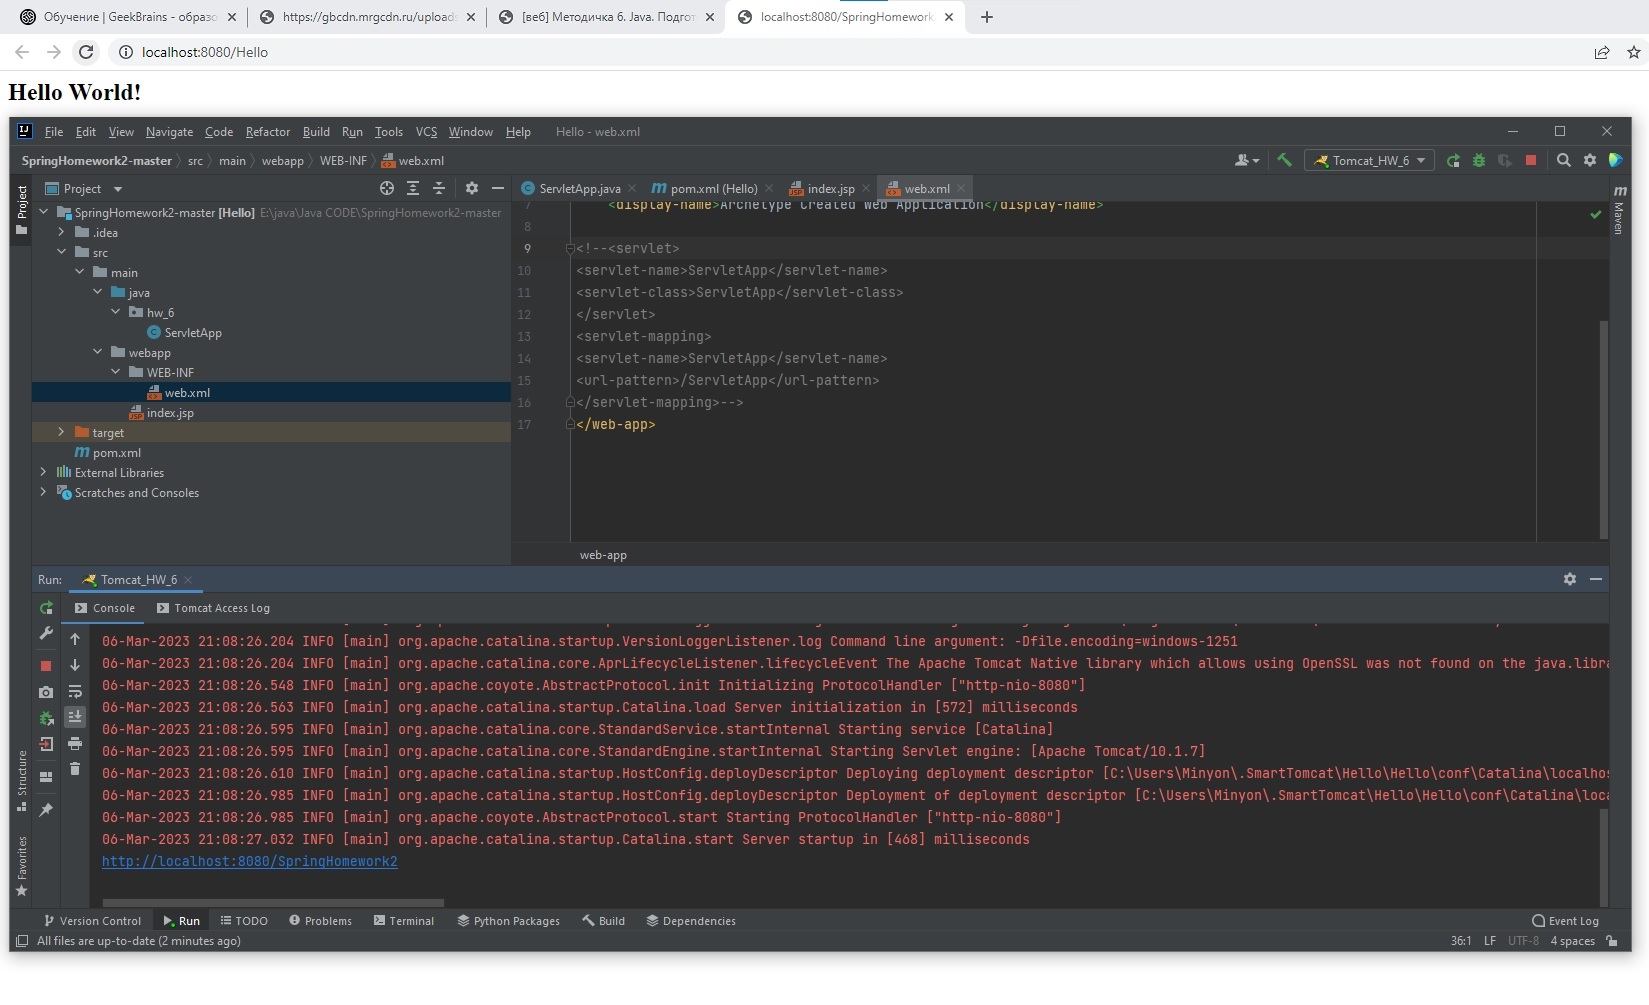 Обучение | GeekBrains - образо
https://gbcdn.mrgcdn.ru/uploads
[веб] Методичка 6. Java. Подгот
localhost:8080/SpringHomework
localhost:8080/Hello
Hello World!
File Edit View Navigate Code Refactor Build Run Tools VCS Window Help Hello - web.xml
SpringHomework2-master src main webapp WEB-INF web.xml
Tomcat_HW_6
Project
Project
ServletApp.java
pom.xml (Hello)
index.jsp
web.xml
Maven
SpringHomework2-master [Hello] E:\java\Java CODE\SpringHomework2-master
.idea
src
main
java
hw_6
ServletApp
webapp
WEB-INF
web.xml
index.jsp
target
pom.xml
External Libraries
Scratches and Consoles
7 <display-name>Archetype Created Web Application</display-name>
8
9 <!--<servlet>
10 <servlet-name>ServletApp</servlet-name>
11 <servlet-class>ServletApp</servlet-class>
12 </servlet>
13 <servlet-mapping>
14 <servlet-name>ServletApp</servlet-name>
15 <url-pattern>/ServletApp</url-pattern>
16 </servlet-mapping>-->
17 </web-app>
web-app
Run: Tomcat_HW_6
Console Tomcat Access Log
06-Mar-2023 21:08:26.204 INFO [main] org.apache.catalina.startup.VersionLoggerListener.log Command line argument: -Dfile.encoding=windows-1251
06-Mar-2023 21:08:26.204 INFO [main] org.apache.catalina.core.AprLifecycleListener.lifecycleEvent The Apache Tomcat Native library which allows using OpenSSL was not found on the java.libra
06-Mar-2023 21:08:26.548 INFO [main] org.apache.coyote.AbstractProtocol.init Initializing ProtocolHandler ["http-nio-8080"]
06-Mar-2023 21:08:26.563 INFO [main] org.apache.catalina.startup.Catalina.load Server initialization in [572] milliseconds
06-Mar-2023 21:08:26.595 INFO [main] org.apache.catalina.core.StandardService.startInternal Starting service [Catalina]
06-Mar-2023 21:08:26.595 INFO [main] org.apache.catalina.core.StandardEngine.startInternal Starting Servlet engine: [Apache Tomcat/10.1.7]
06-Mar-2023 21:08:26.610 INFO [main] org.apache.catalina.startup.HostConfig.deployDescriptor Deploying deployment descriptor [C:\Users\Minyon\.SmartTomcat\Hello\Hello\conf\Catalina\localhos
06-Mar-2023 21:08:26.985 INFO [main] org.apache.catalina.startup.HostConfig.deployDescriptor Deployment of deployment descriptor [C:\Users\Minyon\.SmartTomcat\Hello\Hello\conf\Catalina\loca
06-Mar-2023 21:08:26.985 INFO [main] org.apache.coyote.AbstractProtocol.start Starting ProtocolHandler ["http-nio-8080"]
06-Mar-2023 21:08:27.032 INFO [main] org.apache.catalina.startup.Catalina.start Server startup in [468] milliseconds
http://localhost:8080/SpringHomework2
Structure
Favorites
Version Control Run TODO Problems Terminal Python Packages Build Dependencies Event Log
All files are up-to-date (2 minutes ago) 36:1 LF UTF-8 4 spaces